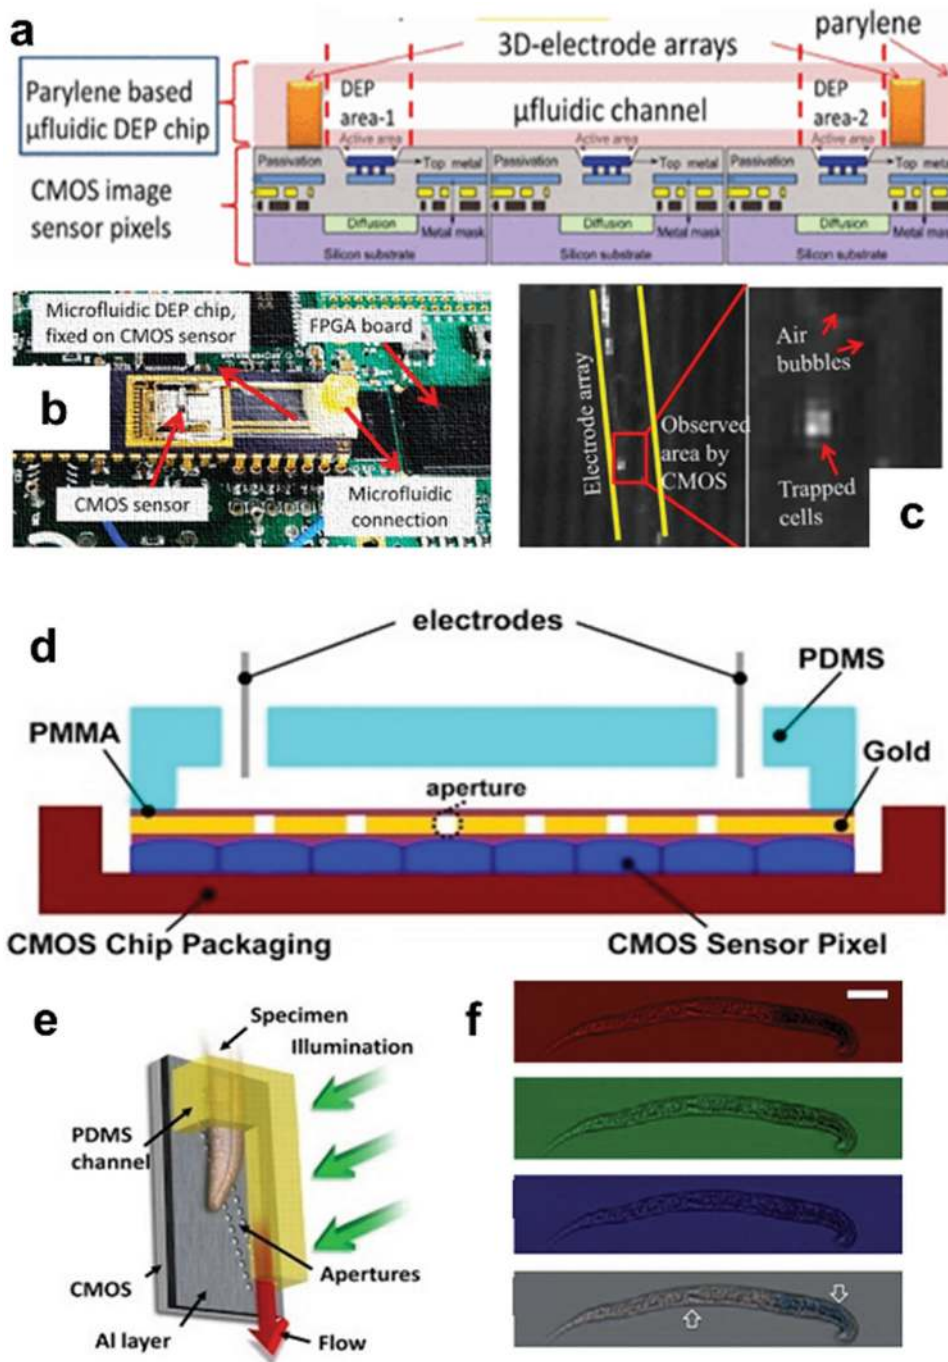 a
3D-electrode arrays
parylene
Parylene based
µfluidic DEP chip
DEP
area-1
µfluidic channel
DEP
area-2
Active area
Active area
Active area
CMOS image
sensor pixels
Passivation
Top metal
Passivation
Top metal
Passivation
Top metal
Diffusion
Metal mask
Diffusion
Metal mask
Diffusion
Metal mask
Silicon substrate
Silicon substrate
Silicon substrate
b
Microfluidic DEP chip,
fixed on CMOS sensor
FPGA board
CMOS sensor
Microfluidic
connection
c
Electrode array
Observed
area by
CMOS
Air
bubbles
Trapped
cells
d
electrodes
PDMS
PMMA
Gold
aperture
CMOS Chip Packaging
CMOS Sensor Pixel
e
Specimen
Illumination
PDMS
channel
Apertures
CMOS
Al layer
Flow
f